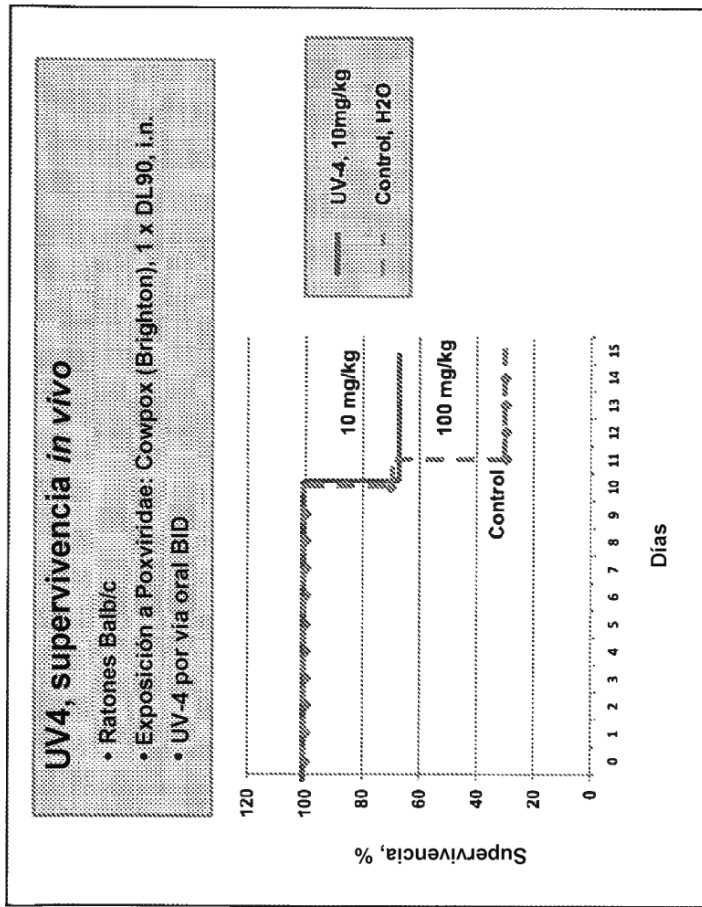 UV4, supervivencia in vivo
• Ratones Balb/c
• Exposición a Poxviridae: Cowpox (Brighton), 1 x DL90, i.n.
• UV-4 por via oral BID
UV-4, 10mg/kg
Control, H2O
Supervivencia, %
120
100
80
60
40
20
0
10 mg/kg
100 mg/kg
Control
0 1 2 3 4 5 6 7 8 9 10 11 12 13 14 15
Días